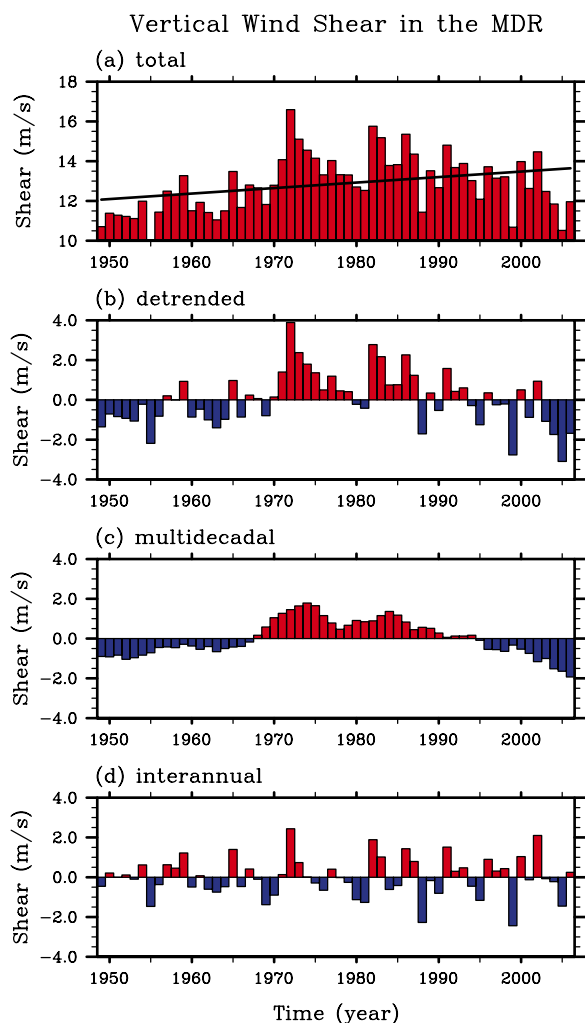 Vertical Wind Shear in the MDR
(a) total
Shear (m/s)
18
16
14
12
10
1950 1960 1970 1980 1990 2000
(b) detrended
Shear (m/s)
4.0
2.0
0.0
−2.0
−4.0
1950 1960 1970 1980 1990 2000
(c) multidecadal
Shear (m/s)
4.0
2.0
0.0
−2.0
−4.0
1950 1960 1970 1980 1990 2000
(d) interannual
Shear (m/s)
4.0
2.0
0.0
−2.0
−4.0
1950 1960 1970 1980 1990 2000
Time (year)